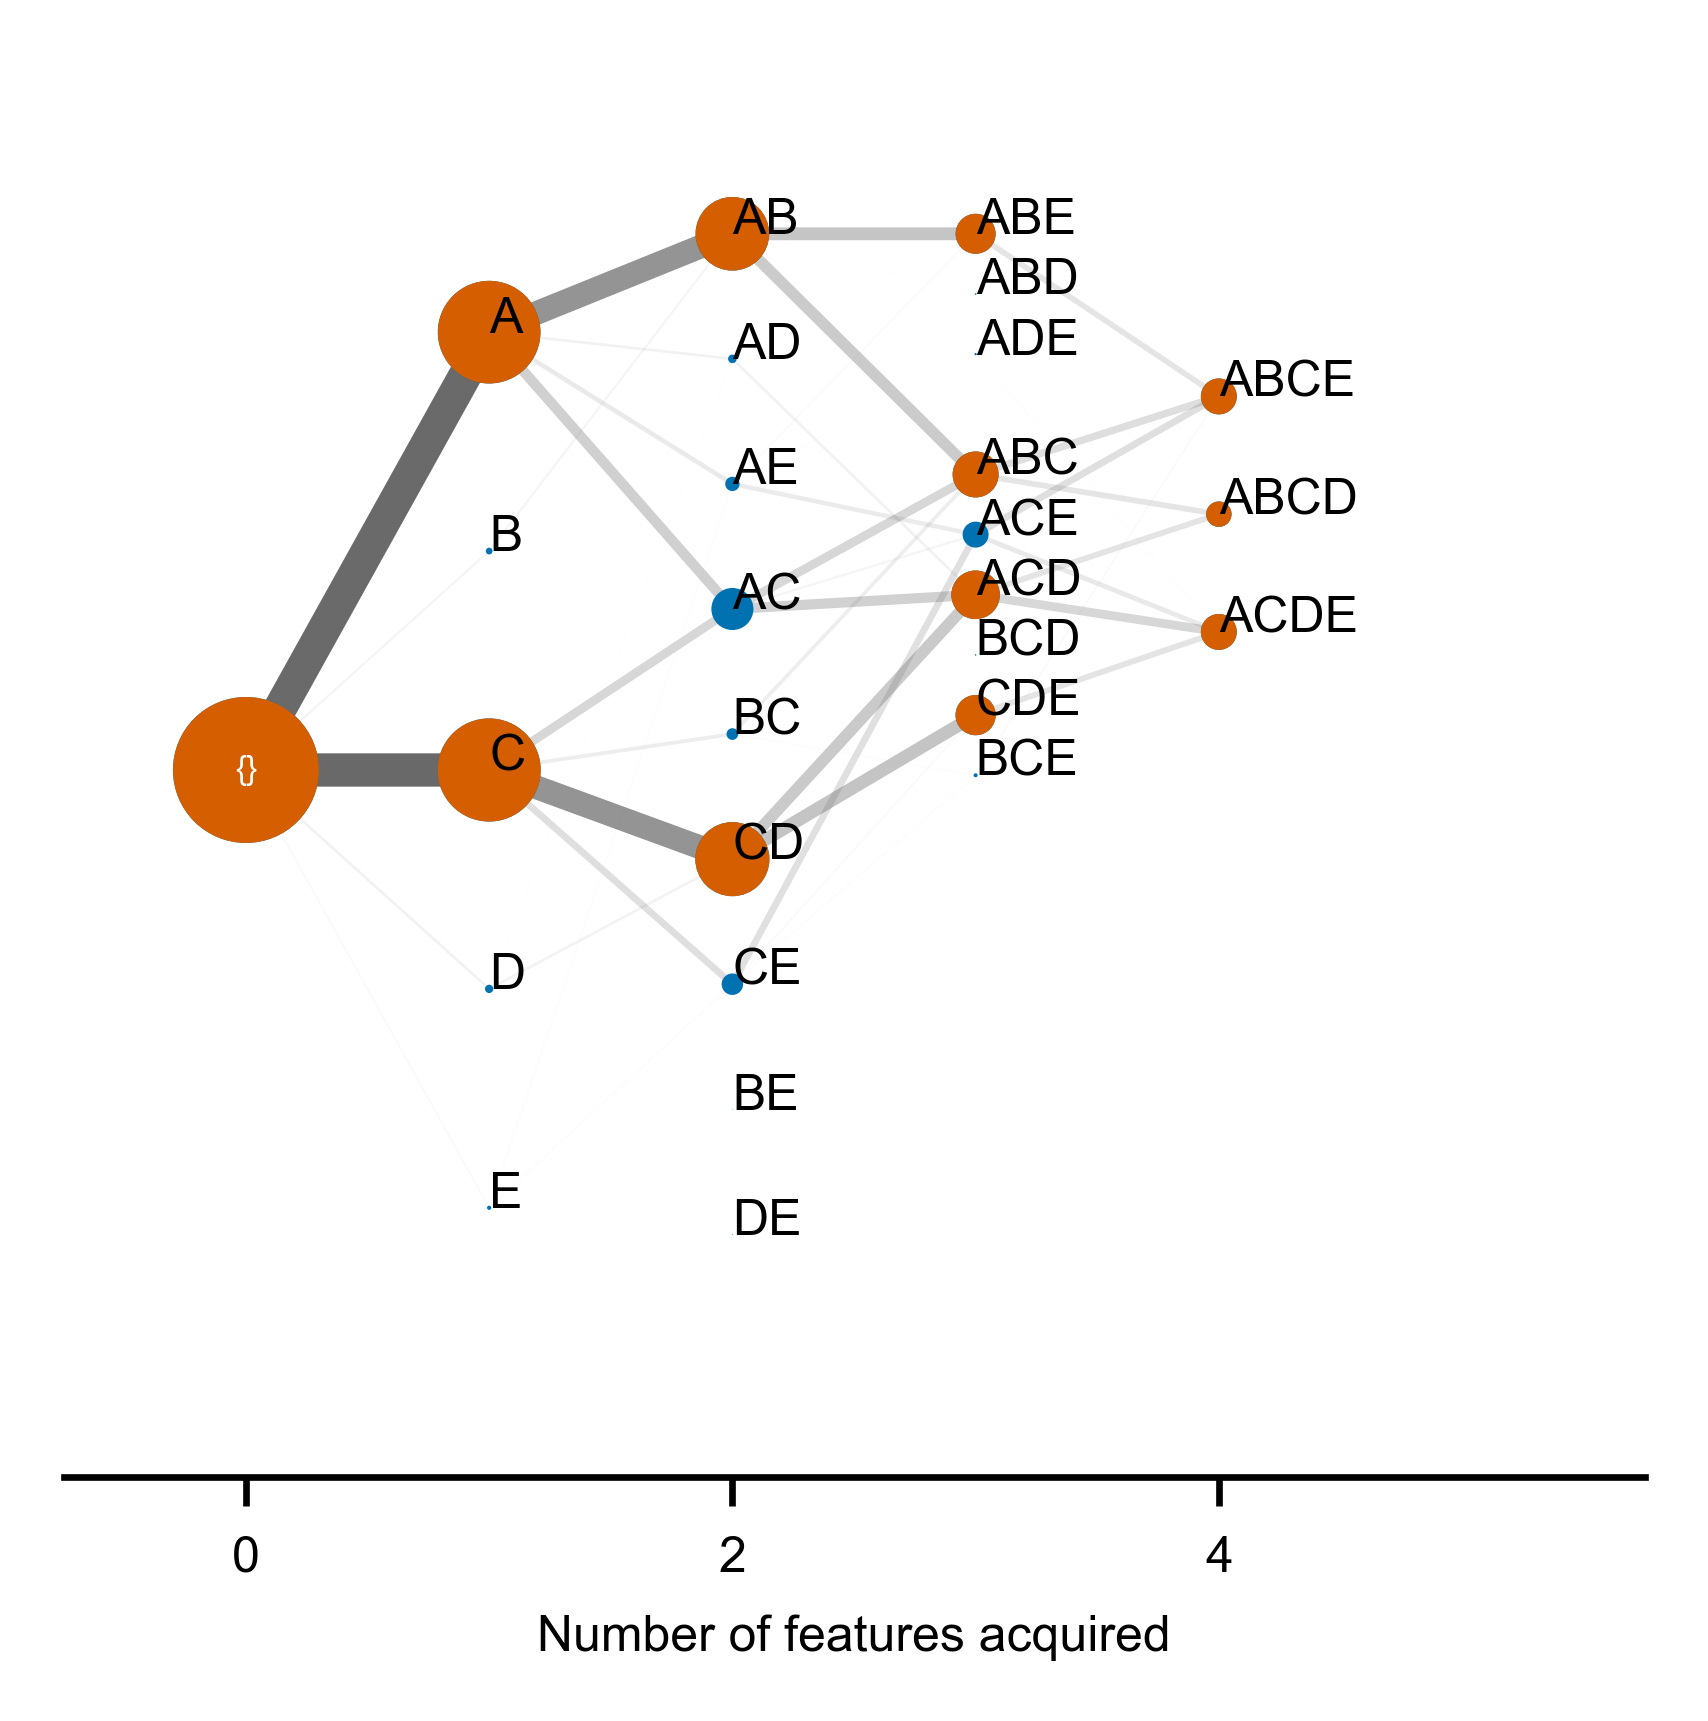 {}
A
B
C
D
E
AB
AD
AE
AC
BC
CD
CE
BE
DE
ABE
ABD
ADE
ABC
ACE
ACD
BCD
CDE
BCE
ABCE
ABCD
ACDE
0 2 4
Number of features acquired